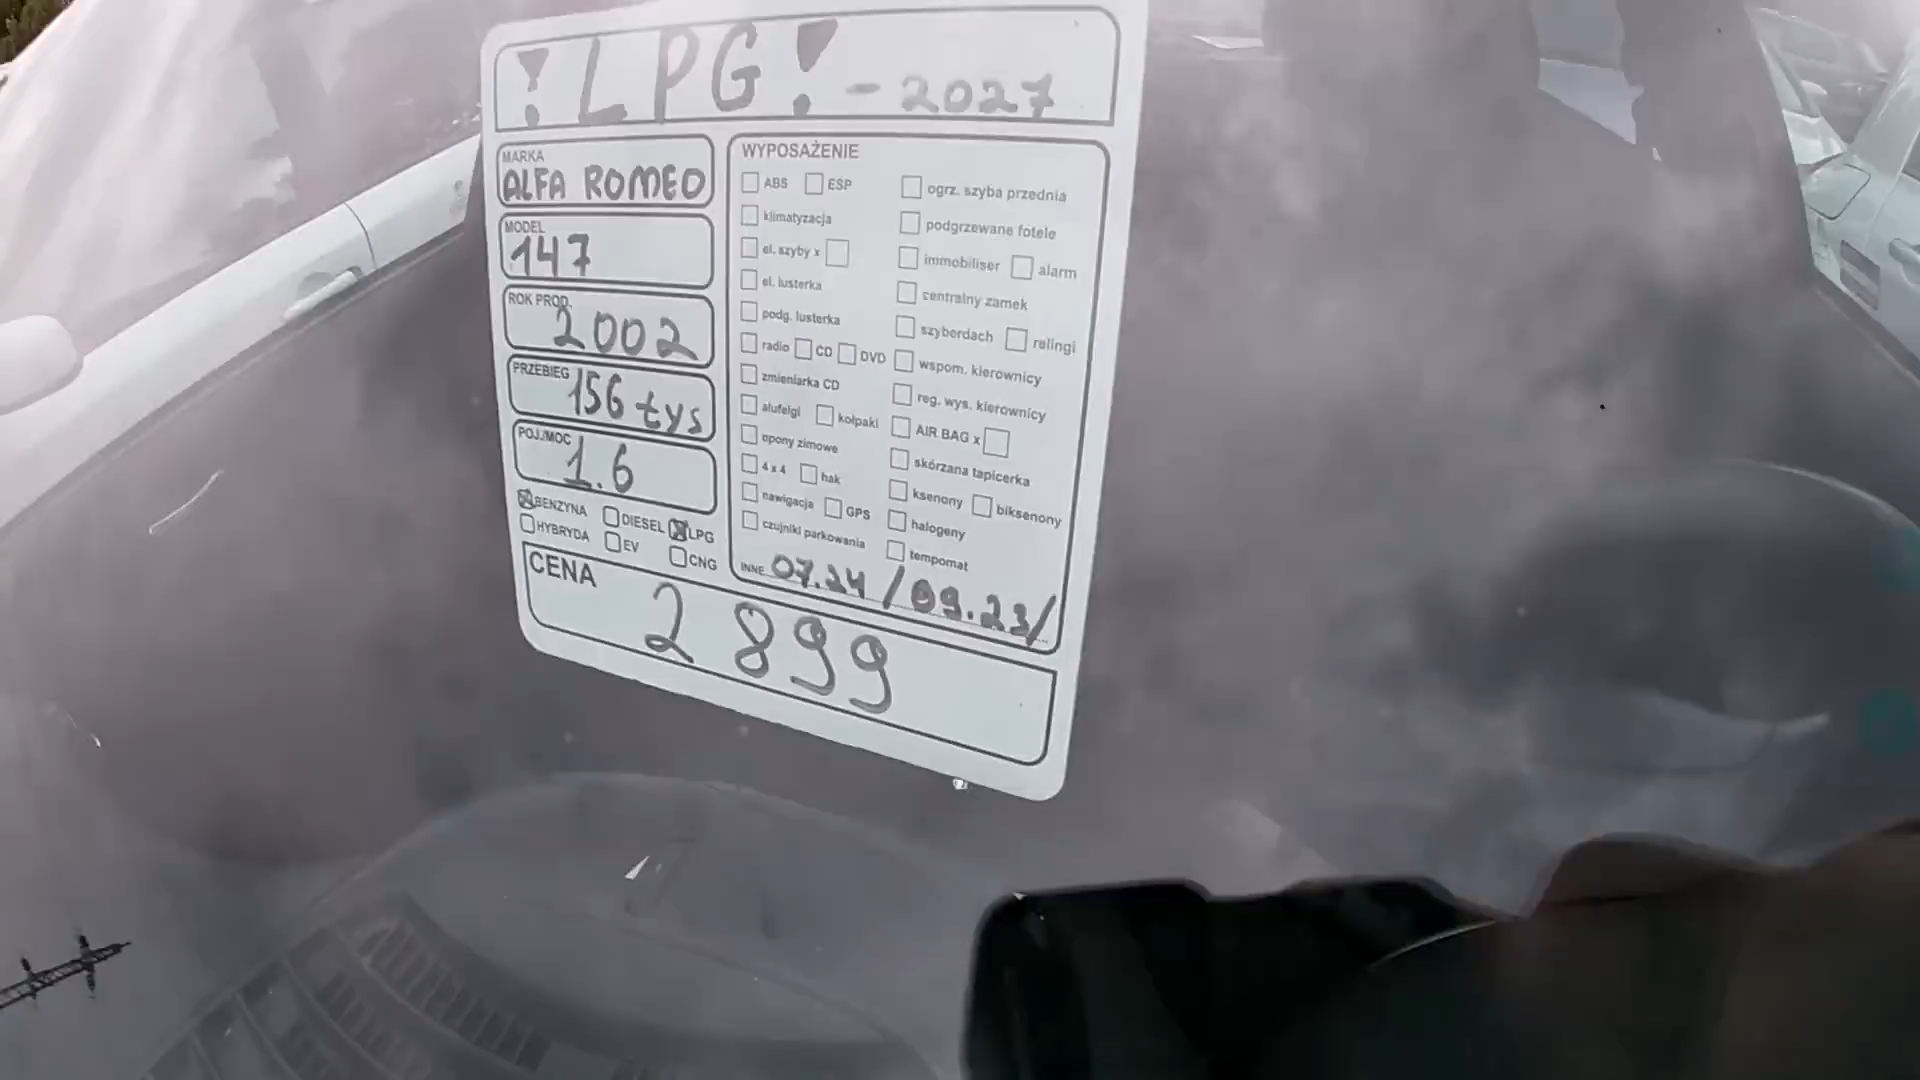 !LPG! - 2027
MARKA
ALFA ROMEO
MODEL
147
ROK PROD.
2002
PRZEBIEG
156 tys
POJ./MOC
1.6
BENZYNA DIESEL LPG
HYBRYDA EV CNG
WYPOSAŻENIE
ABS ESP
klimatyzacja
el. szyby x
el. lusterka
podg. lusterka
radio CD DVD
zmieniarka CD
alufelgi kołpaki
opony zimowe
4 x 4 hak
nawigacja GPS
czujniki parkowania
ogrz. szyba przednia
podgrzewane fotele
immobiliser alarm
centralny zamek
szyberdach relingi
wspom. kierownicy
reg. wys. kierownicy
AIR BAG x
skórzana tapicerka
ksenony biksenony
halogeny
tempomat
INNE 07.24/09.23/
CENA
2 899